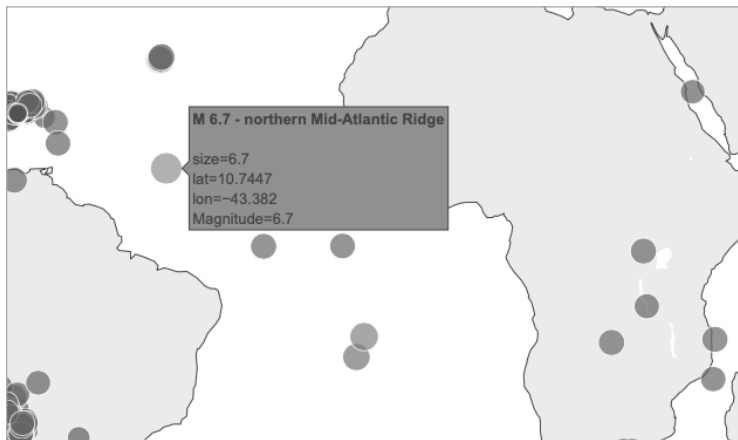 M 6.7 - northern Mid-Atlantic Ridge
size=6.7
lat=10.7447
lon=−43.382
Magnitude=6.7